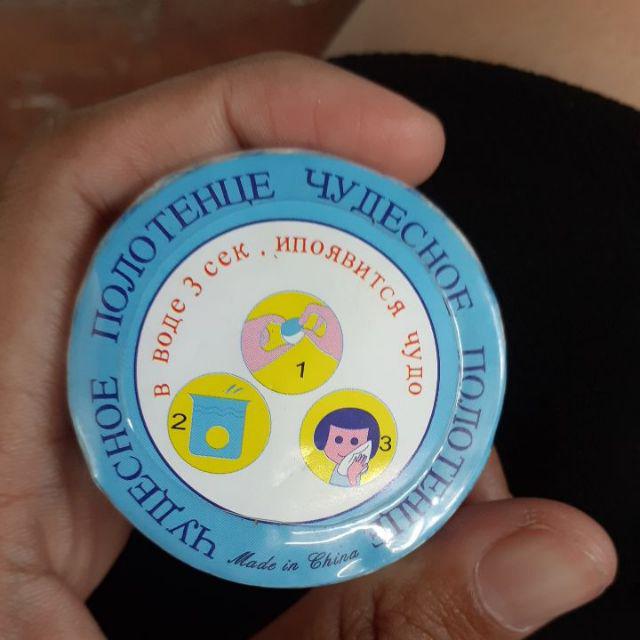 ЧУДЕСНОЕ ПОЛОТЕНЦЕ ЧУДЕСНОЕ ПОЛОТЕНЦЕ
в воде 3 сек . ипоявится чудо
1
2
3
Made in China